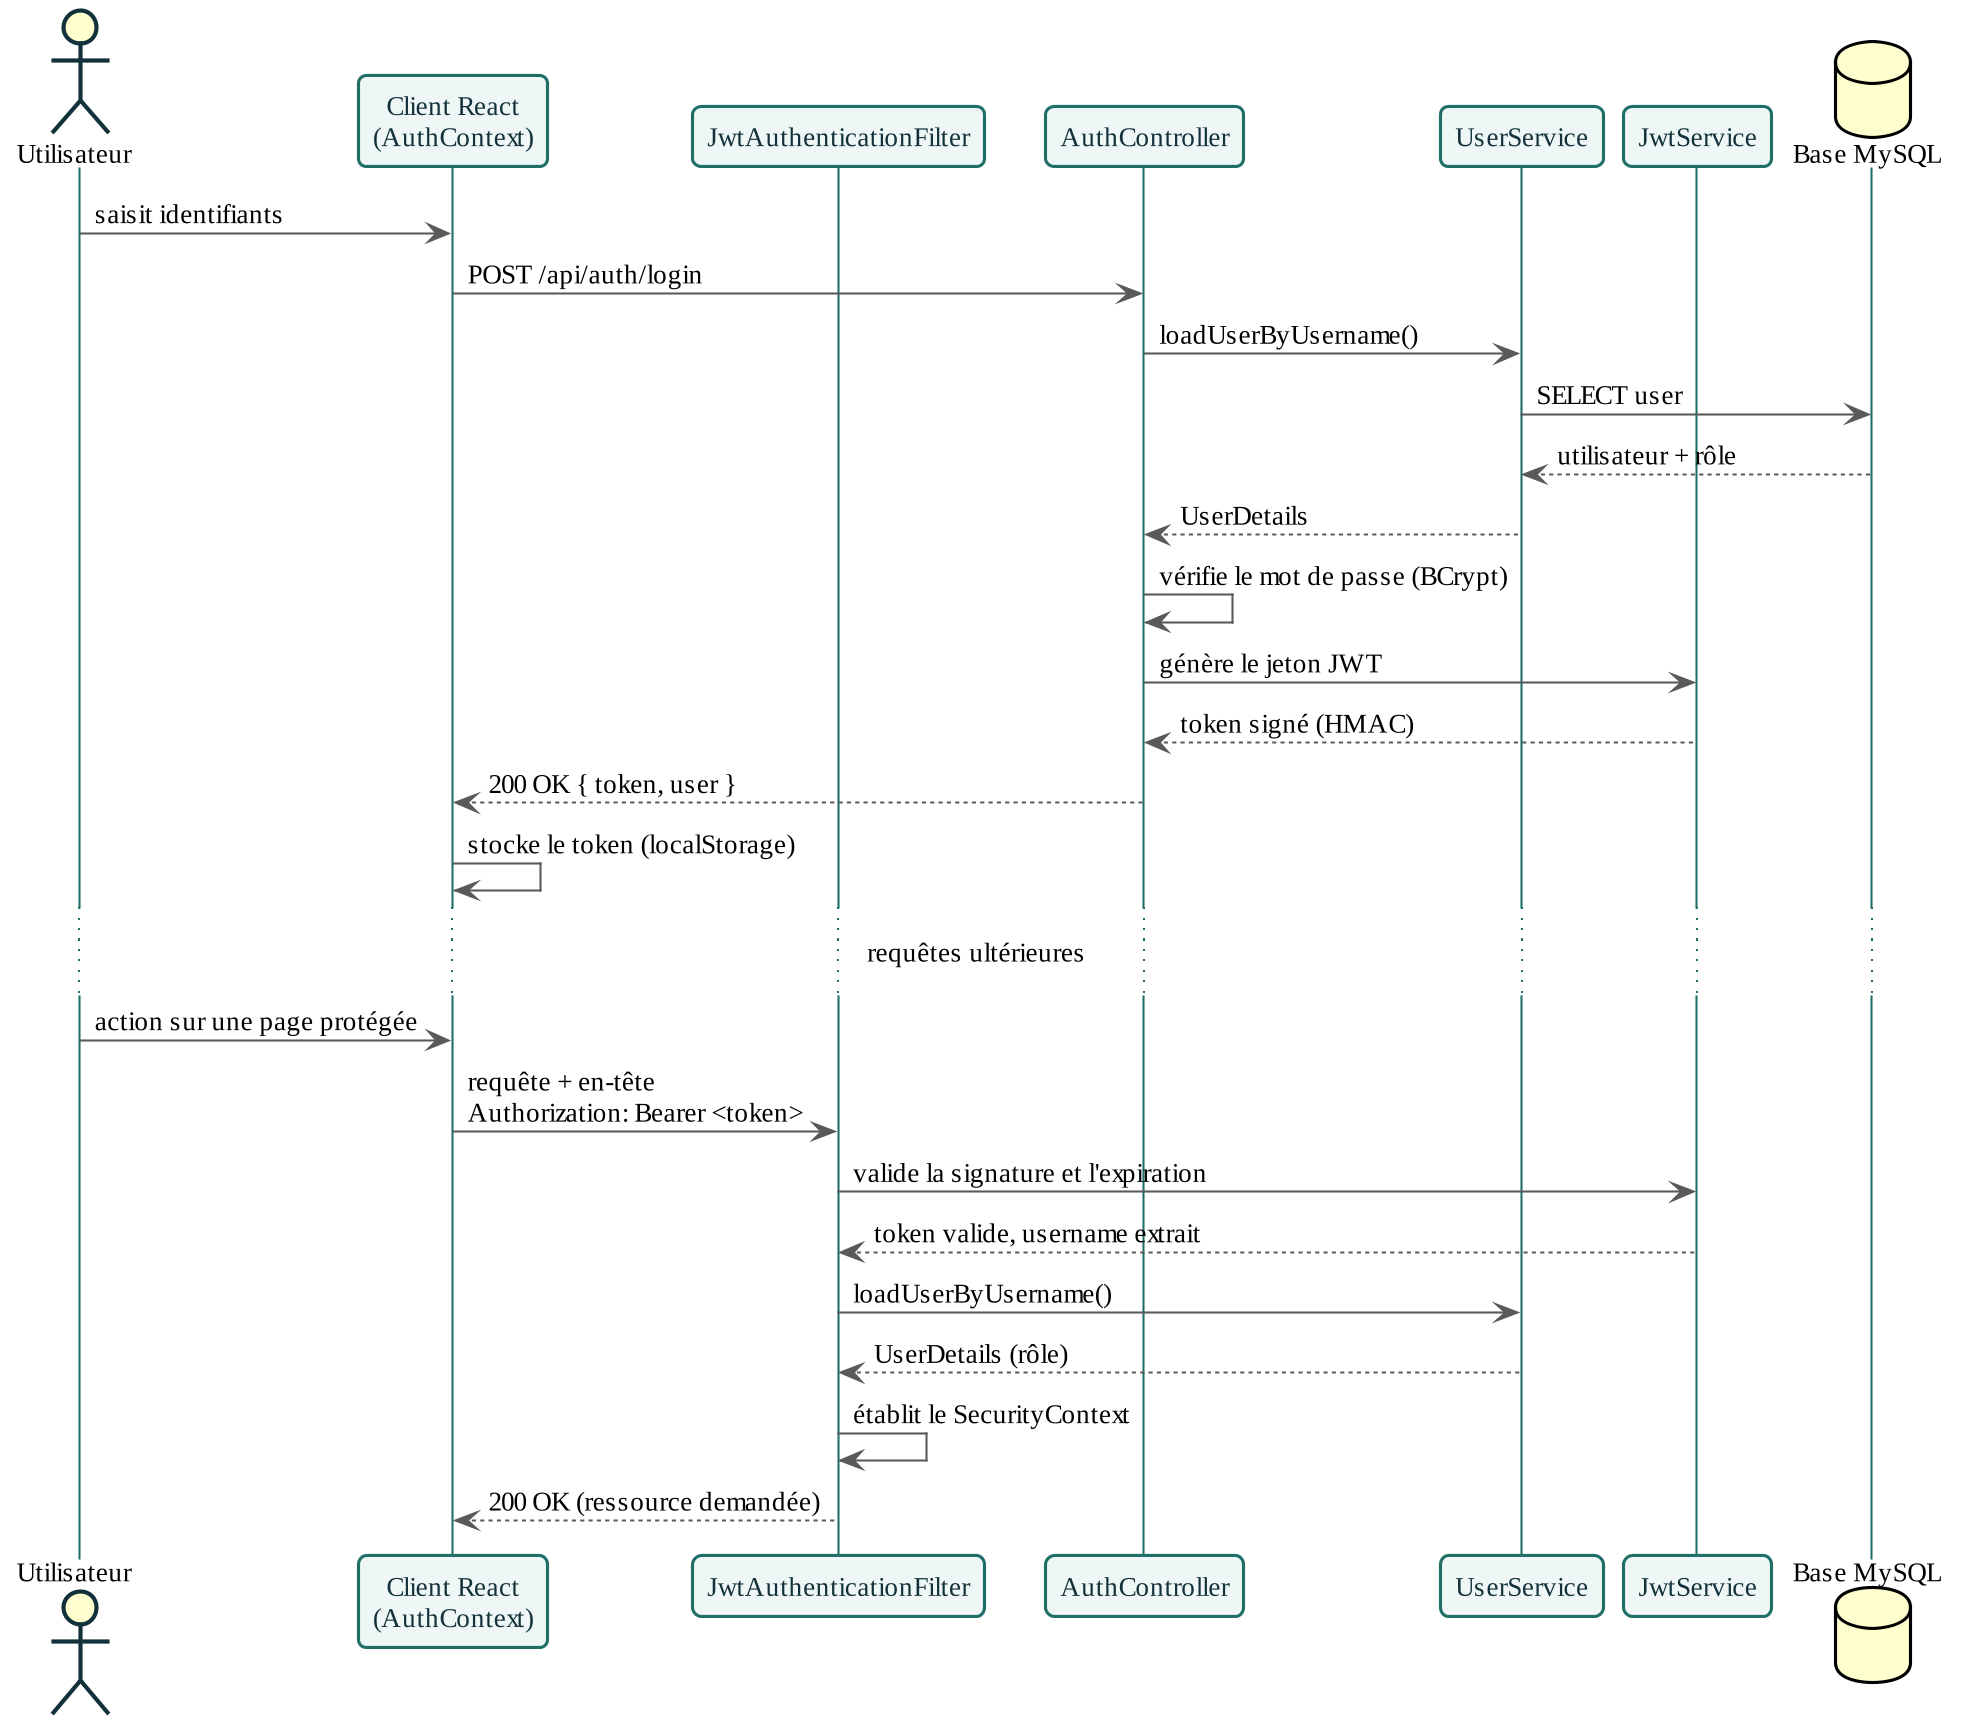 Utilisateur
Client React
(AuthContext)
JwtAuthenticationFilter
AuthController
UserService
JwtService
Base MySQL
saisit identifiants
POST /api/auth/login
loadUserByUsername()
SELECT user
utilisateur + rôle
UserDetails
vérifie le mot de passe (BCrypt)
génère le jeton JWT
token signé (HMAC)
200 OK { token, user }
stocke le token (localStorage)
requêtes ultérieures
action sur une page protégée
requête + en-tête
Authorization: Bearer <token>
valide la signature et l'expiration
token valide, username extrait
loadUserByUsername()
UserDetails (rôle)
établit le SecurityContext
200 OK (ressource demandée)
Utilisateur
Client React
(AuthContext)
JwtAuthenticationFilter
AuthController
UserService
JwtService
Base MySQL